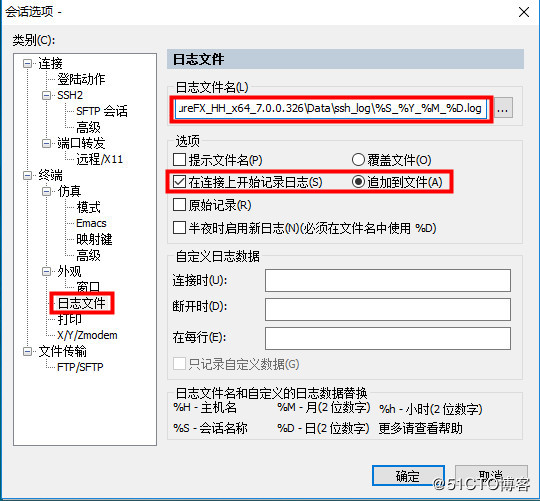 会话选项 -
类别(C):
连接
登陆动作
SSH2
SFTP 会话
高级
端口转发
远程/X11
终端
仿真
模式
Emacs
映射键
高级
外观
窗口
日志文件
打印
X/Y/Zmodem
文件传输
FTP/SFTP
日志文件
日志文件名(L)
ureFX_HH_x64_7.0.0.326\Data\ssh_log\%S_%Y_%M_%D.log
...
选项
提示文件名(P) 覆盖文件(O)
在连接上开始记录日志(S) 追加到文件(A)
原始记录(R)
半夜时启用新日志(N)(必须在文件名中使用 %D)
自定义日志数据
连接时(U):
断开时(D):
在每行(E):
只记录自定义数据(G)
日志文件名和自定义的日志数据替换
%H - 主机名 %M - 月(2 位数字) %h - 小时(2 位数字)
%S - 会话名称 %D - 日(2 位数字) 更多请查看帮助
确定 取消
@51CTO博客